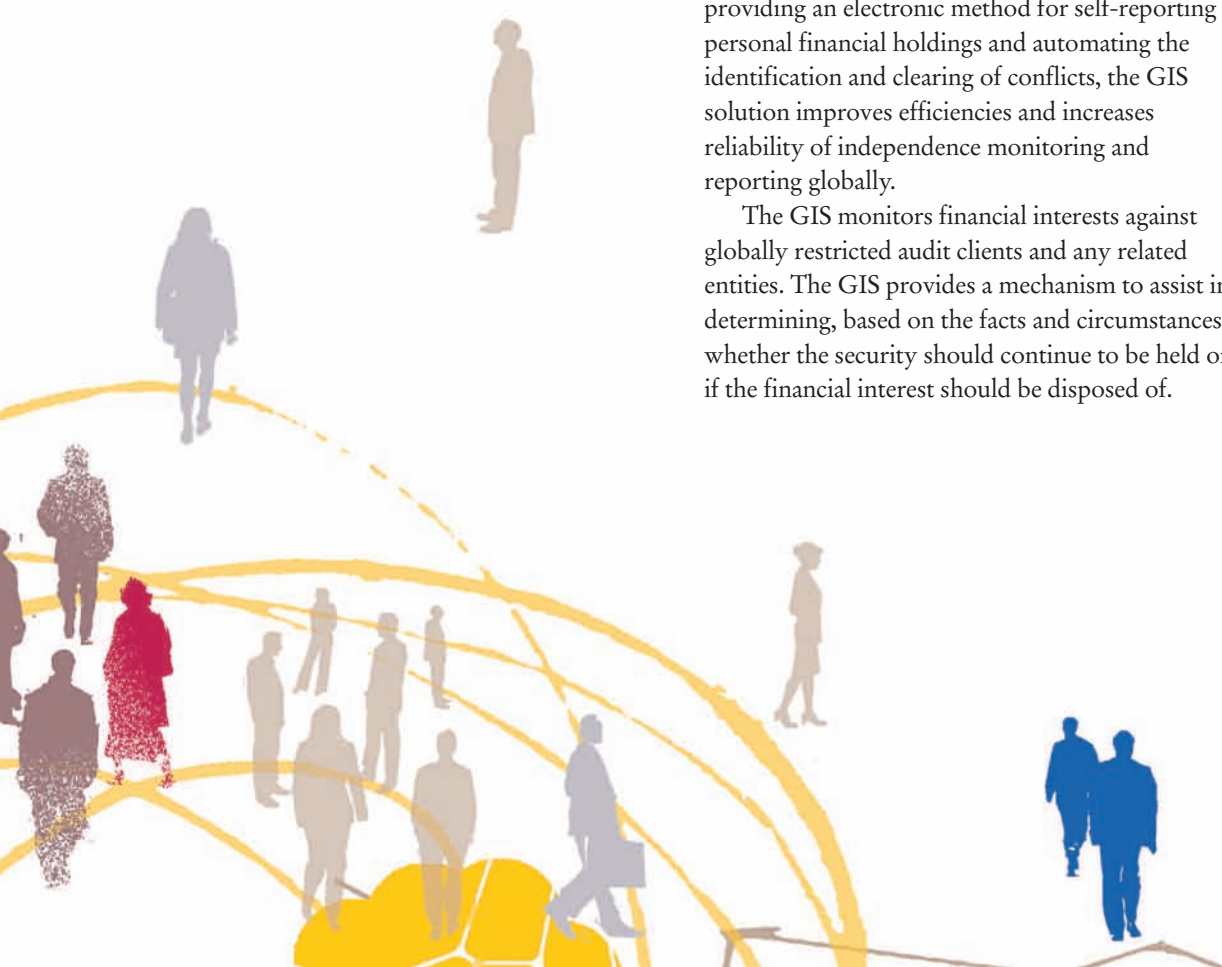 providing an electronic method for self-reporting
personal financial holdings and automating the
identification and clearing of conflicts, the GIS
solution improves efficiencies and increases
reliability of independence monitoring and
reporting globally.
The GIS monitors financial interests against
globally restricted audit clients and any related
entities. The GIS provides a mechanism to assist in
determining, based on the facts and circumstances
whether the security should continue to be held or
if the financial interest should be disposed of.